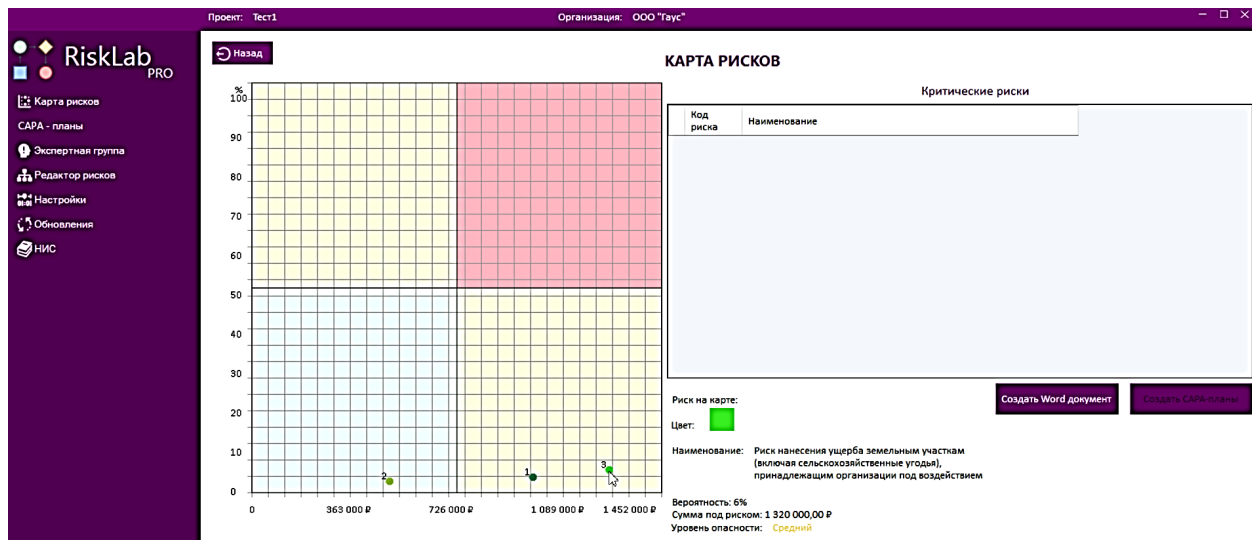 Проект: Тест1
Организация: ООО "Гаус"
RiskLab
PRO
Карта рисков
CAPA - планы
Экспертная группа
Редактор рисков
Настройки
Обновления
НИС
Назад
КАРТА РИСКОВ
%
100
90
80
70
60
50
40
30
20
10
0
2
1
3
0
363 000 ₽
726 000 ₽
1 089 000 ₽
1 452 000 ₽
Критические риски
Код
риска
Наименование
Создать Word документ
Создать CAPA-планы
Риск на карте:
Цвет:
Наименование: Риск нанесения ущерба земельным участкам
(включая сельскохозяйственные угодья),
принадлежащим организации под воздействием
Вероятность: 6%
Сумма под риском: 1 320 000,00 ₽
Уровень опасности: Средний